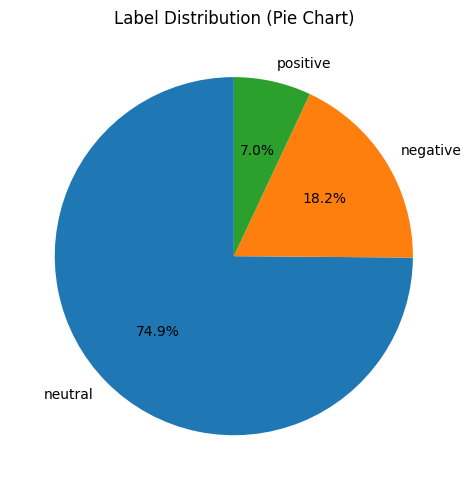 Label Distribution (Pie Chart)
positive
7.0%
negative
18.2%
74.9%
neutral